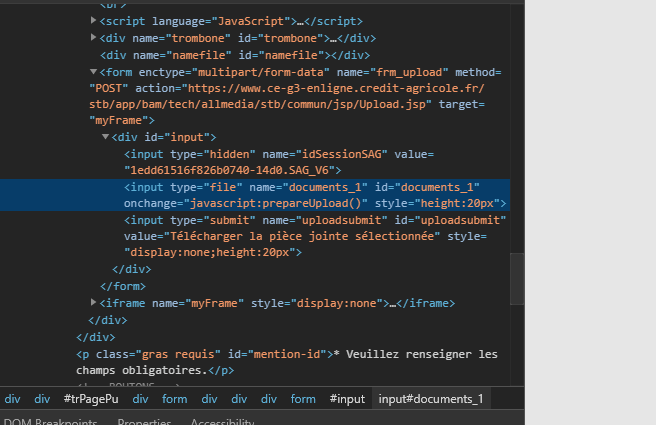 <br>
<script language="JavaScript">…</script>
<div name="trombone" id="trombone">…</div>
<div name="namefile" id="namefile"></div>
<form enctype="multipart/form-data" name="frm_upload" method=
"POST" action="https://www.ce-g3-enligne.credit-agricole.fr/
stb/app/bam/tech/allmedia/stb/commun/jsp/Upload.jsp" target=
"myFrame">
<div id="input">
<input type="hidden" name="idSessionSAG" value=
"1edd61516f826b0740-14d0.SAG_V6">
<input type="file" name="documents_1" id="documents_1"
onchange="javascript:prepareUpload()" style="height:20px">
<input type="submit" name="uploadsubmit" id="uploadsubmit"
value="Télécharger la pièce jointe sélectionnée" style=
"display:none;height:20px">
</div>
</form>
<iframe name="myFrame" style="display:none">…</iframe>
</div>
</div>
<p class="gras requis" id="mention-id">* Veuillez renseigner les
champs obligatoires.</p>
<!-- BOUTONS -->
div div #trPagePu div form div div div form #input input#documents_1
DOM Breakpoints Properties Accessibility